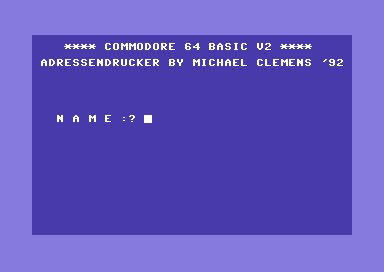 **** COMMODORE 64 BASIC V2 ****
ADRESSENDRUCKER BY MICHAEL CLEMENS '92
N A M E :?